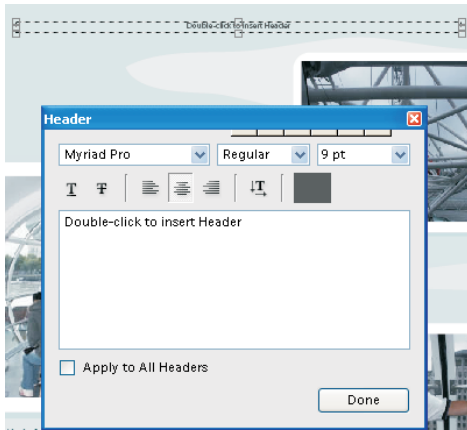 Double-click to insert Header
Header
Myriad Pro Regular 9 pt
T T T
Double-click to insert Header
Apply to All Headers
Done